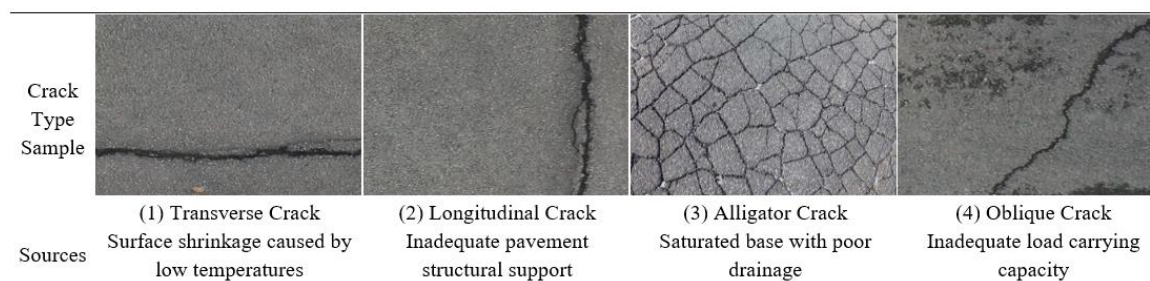 Crack
Type
Sample
(1) Transverse Crack
(2) Longitudinal Crack
(3) Alligator Crack
(4) Oblique Crack
Sources
Surface shrinkage caused by
low temperatures
Inadequate pavement
structural support
Saturated base with poor
drainage
Inadequate load carrying
capacity